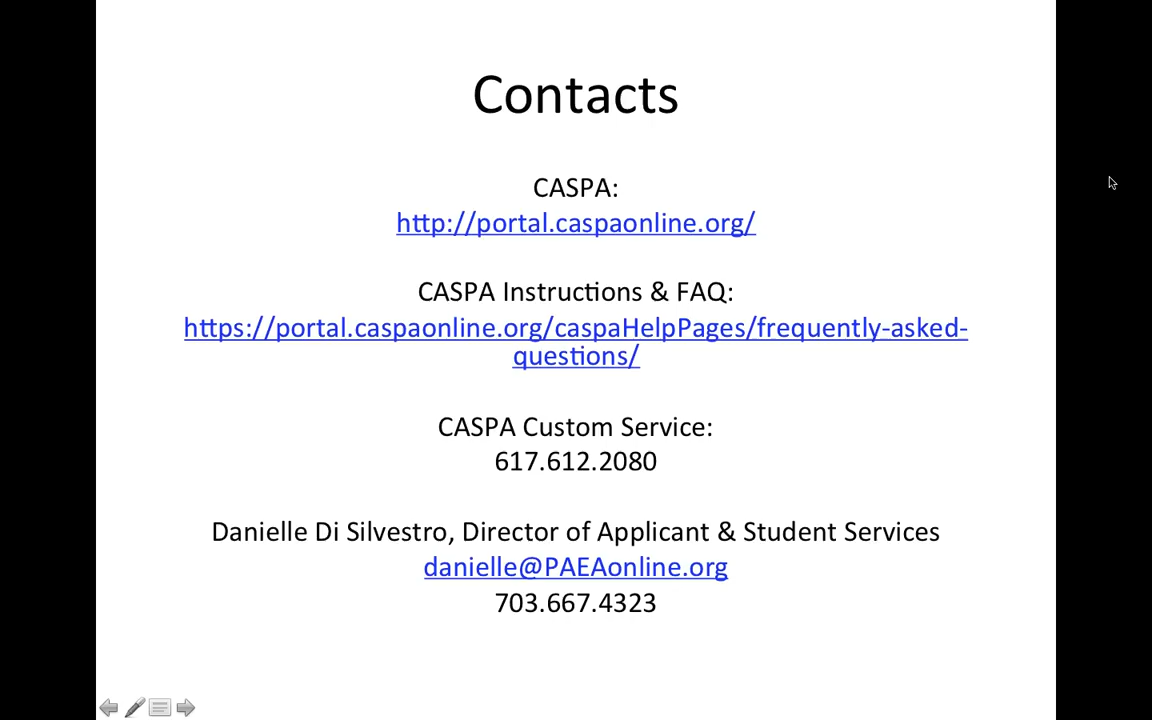 Contacts
CASPA:
http://portal.caspaonline.org/
CASPA Instructions & FAQ:
https://portal.caspaonline.org/caspaHelpPages/frequently-asked-
questions/
CASPA Custom Service:
617.612.2080
Danielle Di Silvestro, Director of Applicant & Student Services
danielle@PAEAonline.org
703.667.4323